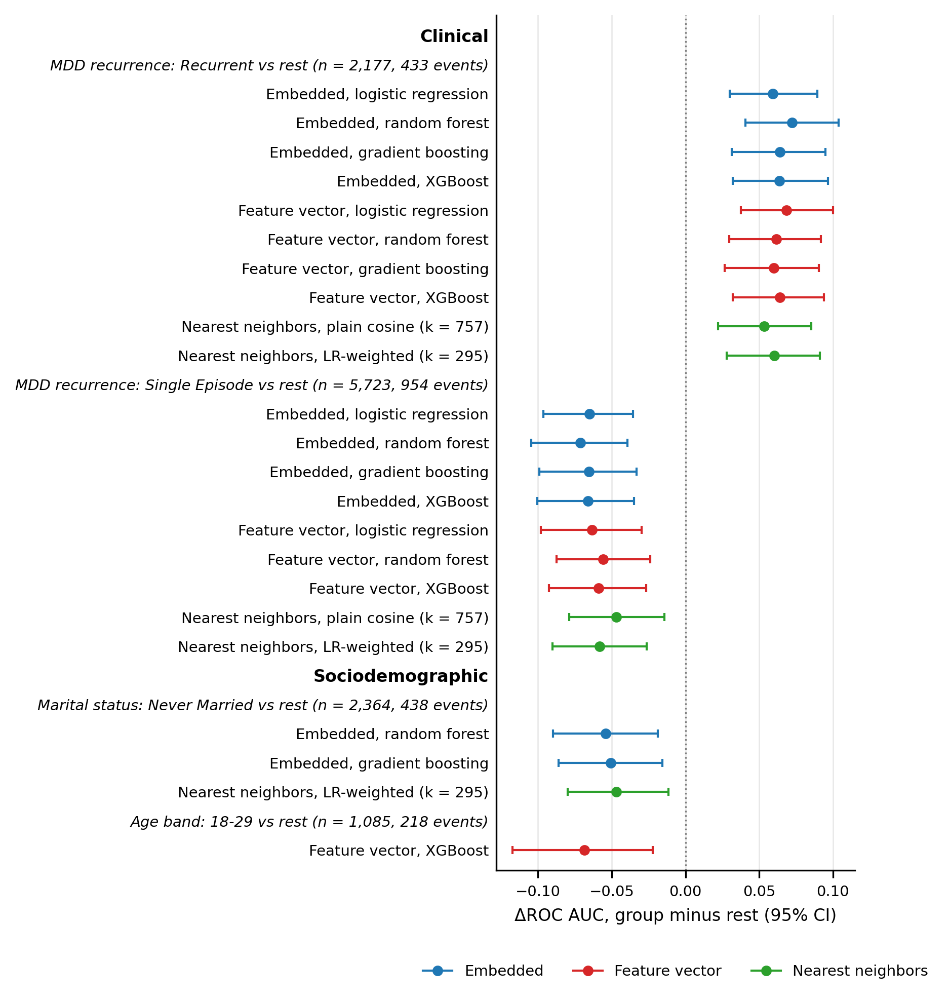 Clinical
MDD recurrence: Recurrent vs rest (n = 2,177, 433 events)
Embedded, logistic regression
Embedded, random forest
Embedded, gradient boosting
Embedded, XGBoost
Feature vector, logistic regression
Feature vector, random forest
Feature vector, gradient boosting
Feature vector, XGBoost
Nearest neighbors, plain cosine (k = 757)
Nearest neighbors, LR-weighted (k = 295)
MDD recurrence: Single Episode vs rest (n = 5,723, 954 events)
Embedded, logistic regression
Embedded, random forest
Embedded, gradient boosting
Embedded, XGBoost
Feature vector, logistic regression
Feature vector, random forest
Feature vector, XGBoost
Nearest neighbors, plain cosine (k = 757)
Nearest neighbors, LR-weighted (k = 295)
Sociodemographic
Marital status: Never Married vs rest (n = 2,364, 438 events)
Embedded, random forest
Embedded, gradient boosting
Nearest neighbors, LR-weighted (k = 295)
Age band: 18-29 vs rest (n = 1,085, 218 events)
Feature vector, XGBoost
−0.10 −0.05 0.00 0.05 0.10
ΔROC AUC, group minus rest (95% CI)
Embedded Feature vector Nearest neighbors